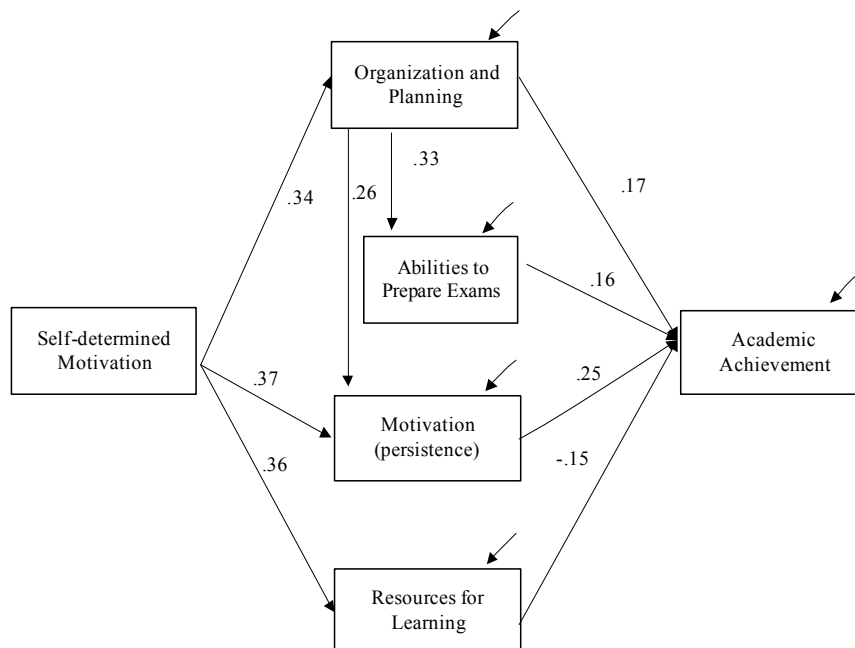 Organization and
Planning
.33
.26
.34
.17
Abilities to
Prepare Exams
.16
Self-determined
Motivation
Academic
Achievement
.37
.25
Motivation
(persistence)
.36
-.15
Resources for
Learning